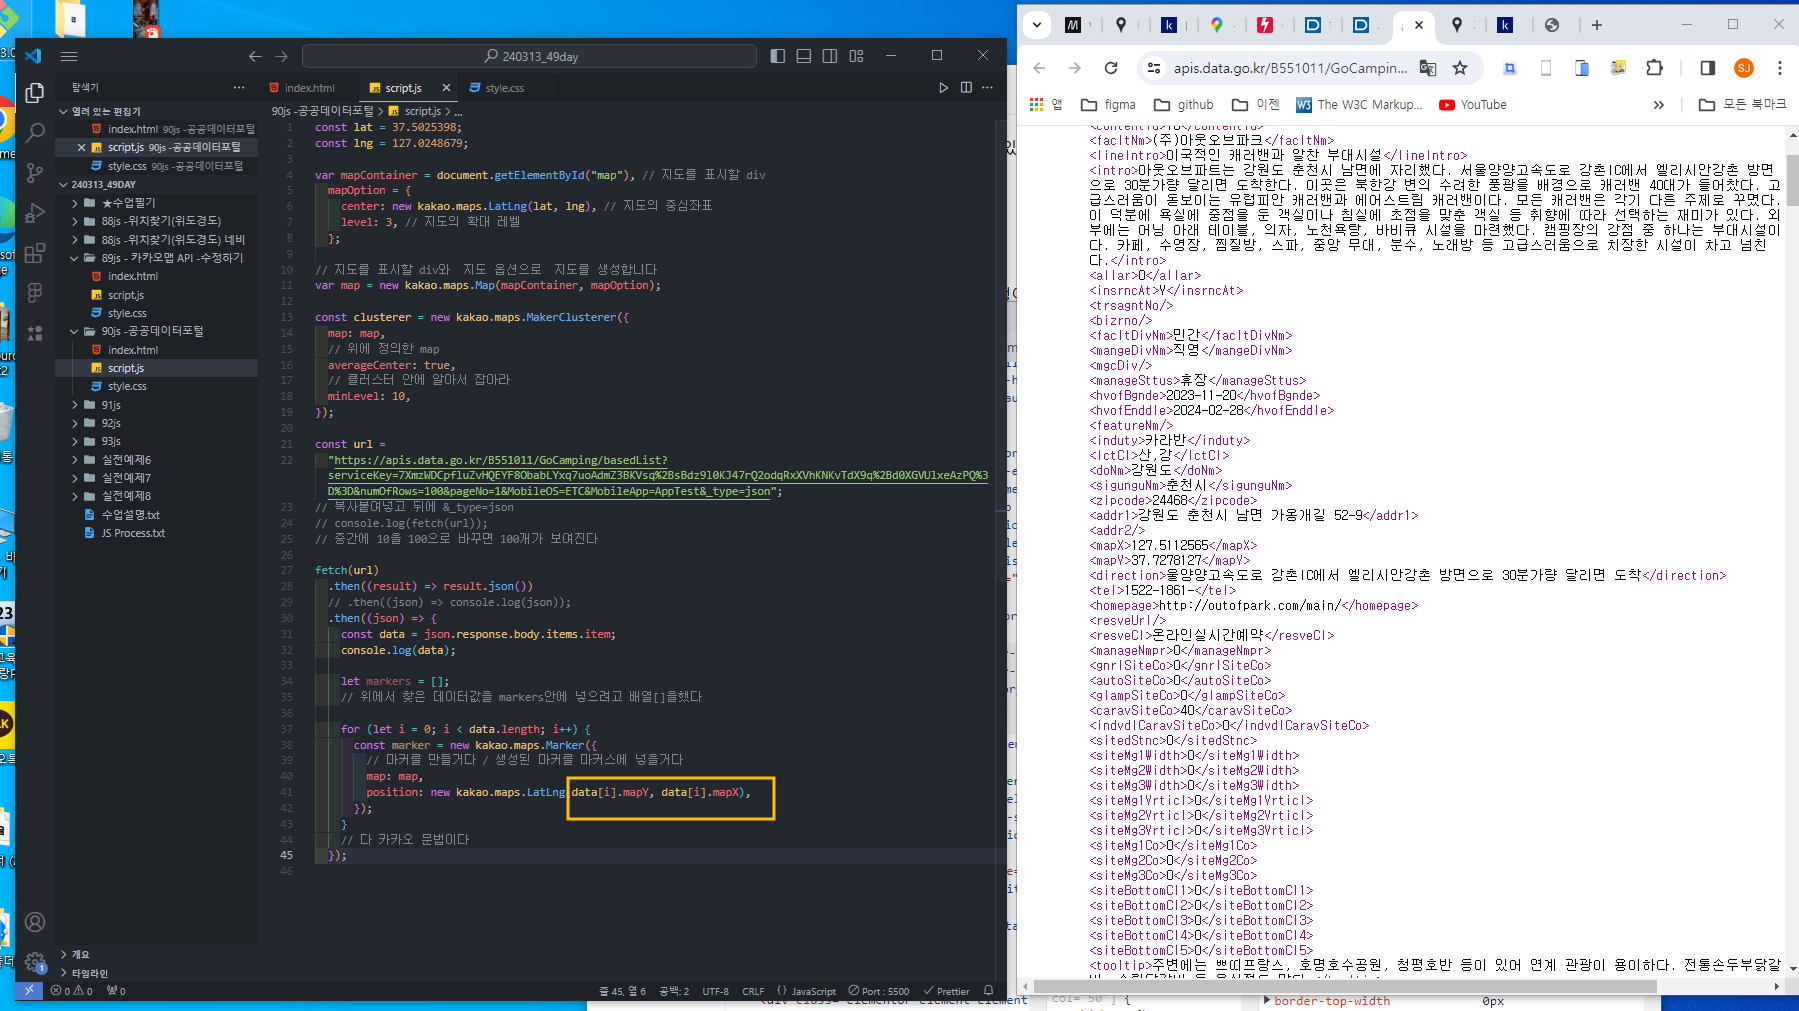 240313_49day
탐색기
index.html
script.js
style.css
열려 있는 편집기
index.html 90js -공공데이터포털
script.js 90js -공공데이터포털
style.css 90js -공공데이터포털
240313_49DAY
★수업필기
88js -위치찾기(위도경도)
88js -위치찾기(위도경도) 네비
89js - 카카오맵 API -수정하기
index.html
script.js
style.css
90js -공공데이터포털
index.html
script.js
style.css
91js
92js
93js
실전예제6
실전예제7
실전예제8
수업설명.txt
JS Process.txt
개요
타임라인
90js -공공데이터포털 > script.js > ...
1 const lat = 37.5025398;
2 const lng = 127.0248679;
3
4 var mapContainer = document.getElementById("map"), // 지도를 표시할 div
5 mapOption = {
6 center: new kakao.maps.LatLng(lat, lng), // 지도의 중심좌표
7 level: 3, // 지도의 확대 레벨
8 };
9
10 // 지도를 표시할 div와 지도 옵션으로 지도를 생성합니다
11 var map = new kakao.maps.Map(mapContainer, mapOption);
12
13 const clusterer = new kakao.maps.MakerClusterer({
14 map: map,
15 // 위에 정의한 map
16 averageCenter: true,
17 // 클러스터 안에 알아서 잡아라
18 minLevel: 10,
19 });
20
21 const url =
22 "https://apis.data.go.kr/B551011/GoCamping/basedList?
serviceKey=7XmzWDCpfluZvHQEYF8ObabLYxq7uoAdmZ3BKVsq%2BsBdz9l0KJ47rQ2odqRxXVhKNKvTdX9q%2Bd0XGVUlxeAzPQ%3
D%3D&numOfRows=100&pageNo=1&MobileOS=ETC&MobileApp=AppTest&_type=json";
23 // 복사붙여넣고 뒤에 &_type=json
24 // console.log(fetch(url));
25 // 중간에 10을 100으로 바꾸면 100개가 보여진다
26
27 fetch(url)
28 .then((result) => result.json())
29 // .then((json) => console.log(json));
30 .then((json) => {
31 const data = json.response.body.items.item;
32 console.log(data);
33
34 let markers = [];
35 // 위에서 찾은 데이터값을 markers안에 넣으려고 배열[]을했다
36
37 for (let i = 0; i < data.length; i++) {
38 const marker = new kakao.maps.Marker({
39 // 마커를 만들거다 / 생성된 마커를 마커스에 넣을거다
40 map: map,
41 position: new kakao.maps.LatLng(data[i].mapY, data[i].mapX),
42 });
43 }
44 // 다 카카오 문법이다
45 });
46
0 0 0
줄 45, 열 6
공백: 2
UTF-8
CRLF
{} JavaScript
Port : 5500
Prettier
apis.data.go.kr/B551011/GoCamping...
SJ
앱
figma
github
이젠
The W3C Markup...
YouTube
모든 북마크
<facltNm>(주)아웃오브파크</facltNm>
<lineIntro>이국적인 캐러밴과 알찬 부대시설</lineIntro>
<intro>아웃오브파트는 강원도 춘천시 남면에 자리했다. 서울양양고속도로 강촌IC에서 엘리시안강촌 방면
으로 30분가량 달리면 도착한다. 이곳은 북한강 변의 수려한 풍광을 배경으로 캐러밴 40대가 들어찼다. 고
급스러움이 돋보이는 유럽피안 캐러밴과 에어스트림 캐러밴이다. 모든 캐러밴은 각기 다른 주제로 꾸몄다.
이 덕분에 욕실에 중점을 둔 객실이나 침실에 초점을 맞춘 객실 등 취향에 따라 선택하는 재미가 있다. 외
부에는 어닝 아래 테이블, 의자, 노천욕탕, 바비큐 시설을 마련했다. 캠핑장의 강점 중 하나는 부대시설이
다. 카페, 수영장, 찜질방, 스파, 중앙 무대, 분수, 노래방 등 고급스러움으로 치장한 시설이 차고 넘친
다.</intro>
<allar>0</allar>
<insrncAt>Y</insrncAt>
<trsagntNo/>
<bizrno/>
<facltDivNm>민간</facltDivNm>
<mangeDivNm>직영</mangeDivNm>
<mgcDiv/>
<manageSttus>휴장</manageSttus>
<hvofBgnde>2023-11-20</hvofBgnde>
<hvofEnddle>2024-02-28</hvofEnddle>
<featureNm/>
<induty>카라반</induty>
<lctCl>산,강</lctCl>
<doNm>강원도</doNm>
<sigunguNm>춘천시</sigunguNm>
<zipcode>24468</zipcode>
<addr1>강원도 춘천시 남면 가옹개길 52-9</addr1>
<addr2/>
<mapX>127.5112565</mapX>
<mapY>37.7278127</mapY>
<direction>울양양고속도로 강촌IC에서 엘리시안강촌 방면으로 30분가량 달리면 도착</direction>
<tel>1522-1861-</tel>
<homepage>http://outofpark.com/main/</homepage>
<resveUrl/>
<resveCl>온라인실시간예약</resveCl>
<manageNmpr>0</manageNmpr>
<gnrlSiteCo>0</gnrlSiteCo>
<autoSiteCo>0</autoSiteCo>
<glampSiteCo>0</glampSiteCo>
<caravSiteCo>40</caravSiteCo>
<indvdlCaravSiteCo>0</indvdlCaravSiteCo>
<sitedStnc>0</sitedStnc>
<siteMg1Width>0</siteMg1Width>
<siteMg2Width>0</siteMg2Width>
<siteMg3Width>0</siteMg3Width>
<siteMg1Vrticl>0</siteMg1Vrticl>
<siteMg2Vrticl>0</siteMg2Vrticl>
<siteMg3Vrticl>0</siteMg3Vrticl>
<siteMg1Co>0</siteMg1Co>
<siteMg2Co>0</siteMg2Co>
<siteMg3Co>0</siteMg3Co>
<siteBottomCl1>0</siteBottomCl1>
<siteBottomCl2>0</siteBottomCl2>
<siteBottomCl3>0</siteBottomCl3>
<siteBottomCl4>0</siteBottomCl4>
<siteBottomCl5>0</siteBottomCl5>
<tooltip>주변에는 쁘띠프랑스, 호명호수공원, 청평호반 등이 있어 연계 관광이 용이하다. 전통손두부닭갈
border-top-width 0px